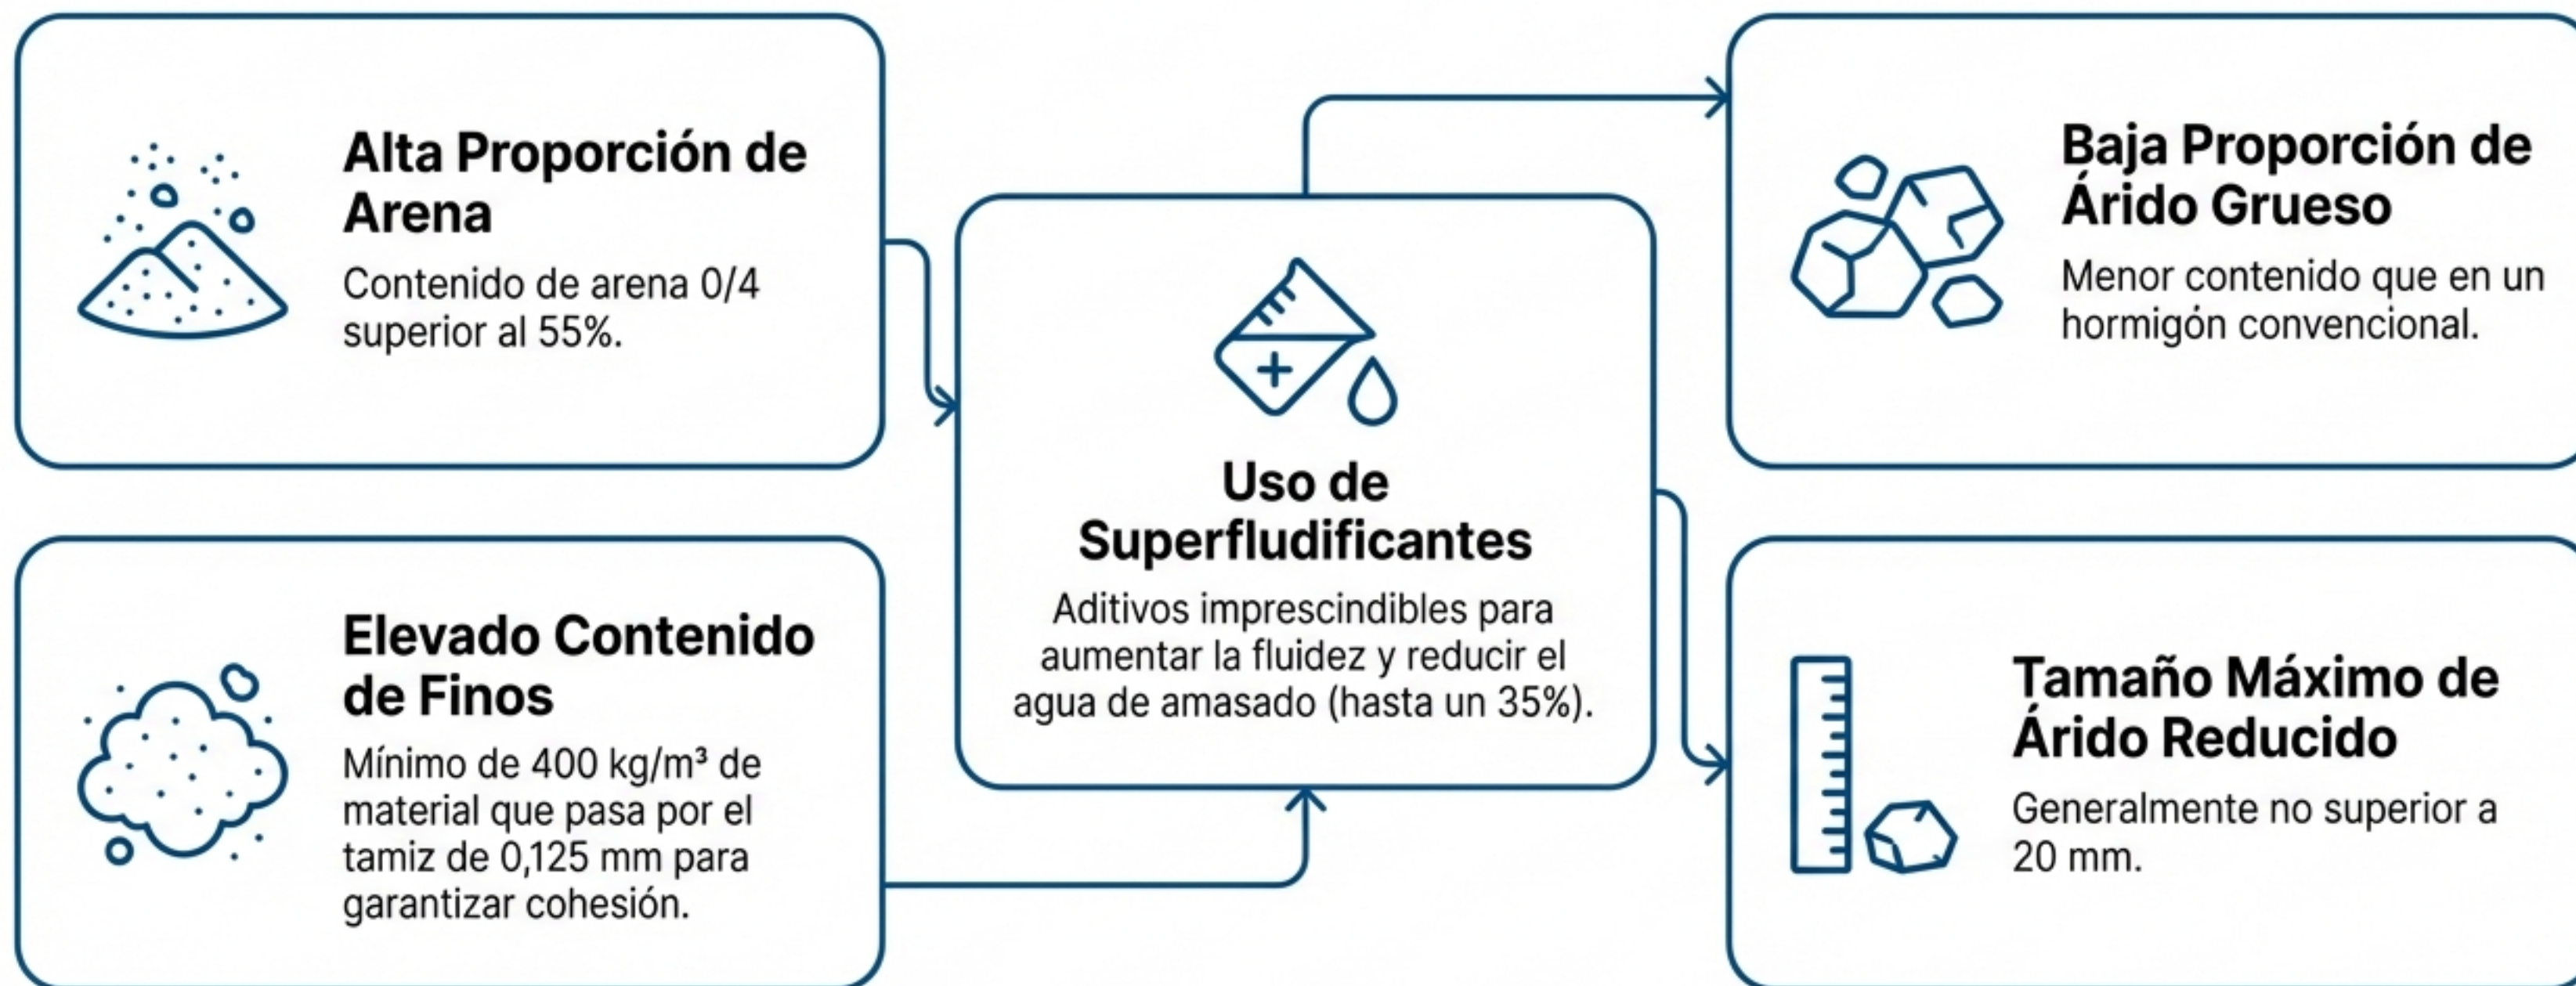 Alta Proporción de
Arena
Contenido de arena 0/4
superior al 55%.
Elevado Contenido
de Finos
Mínimo de 400 kg/m³ de
material que pasa por el
tamiz de 0,125 mm para
garantizar cohesión.
Uso de
Superfludificantes
Aditivos imprescindibles para
aumentar la fluidez y reducir el
agua de amasado (hasta un 35%).
Baja Proporción de
Árido Grueso
Menor contenido que en un
hormigón convencional.
Tamaño Máximo de
Árido Reducido
Generalmente no superior a
20 mm.